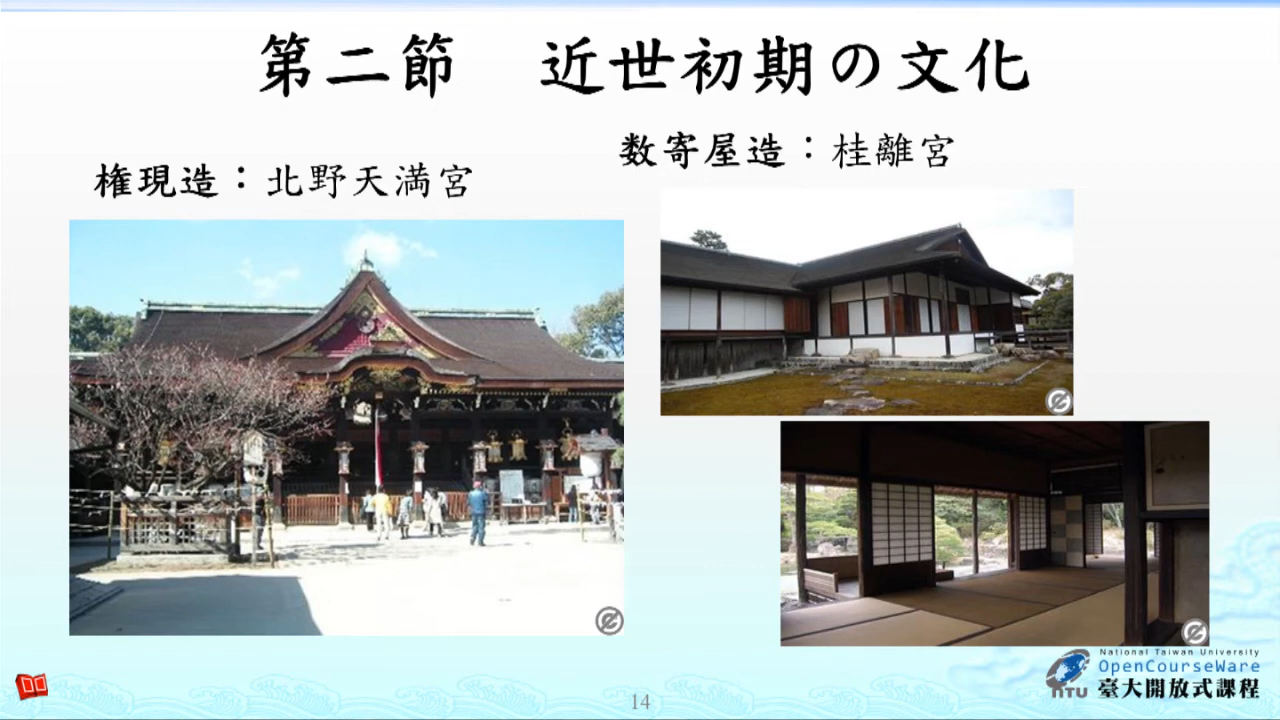 第二節　近世初期の文化
権現造：北野天満宮
数寄屋造：桂離宮
National Taiwan University
OpenCourseWare
NTU 臺大開放式課程
14